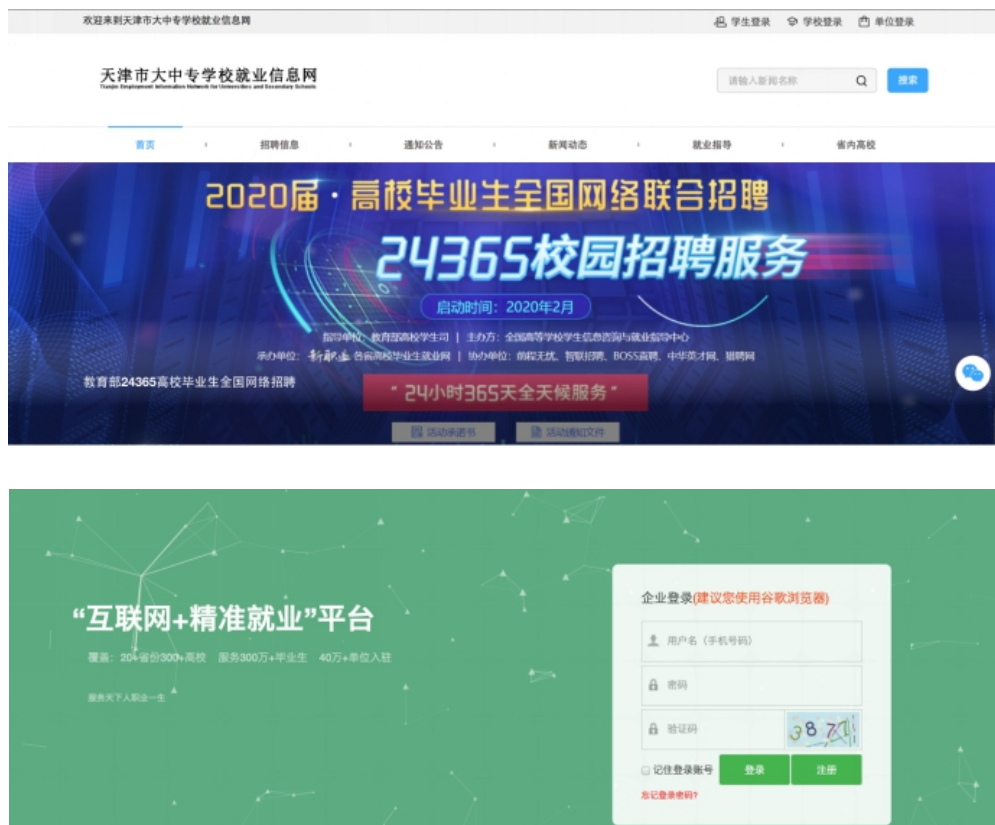 欢迎来到天津市大中专学校就业信息网
学生登录 学校登录 单位登录
天津市大中专学校就业信息网
Tianjin Employment Information Network for Universities and Secondary Schools
请输入新闻名称 搜索
首页 招聘信息 通知公告 新闻动态 就业指导 省内高校
2020届·高校毕业生全国网络联合招聘
24365校园招聘服务
启动时间：2020年2月
指导单位：教育部高校学生司 | 主办方：全国高等学校学生信息咨询与就业指导中心
承办单位：新职业 各省高校毕业生就业网 | 协办单位：前程无忧、智联招聘、BOSS直聘、中华英才网、猎聘网
教育部24365高校毕业生全国网络招聘
“24小时365天全天候服务”
活动承诺书 活动通知文件
“互联网+精准就业”平台
覆盖：20+省份300+高校 服务300万+毕业生 40万+单位入驻
服务天下人职业一生
企业登录(建议您使用谷歌浏览器)
用户名（手机号码）
密码
验证码 3871
记住登录账号 登录 注册
忘记登录密码?